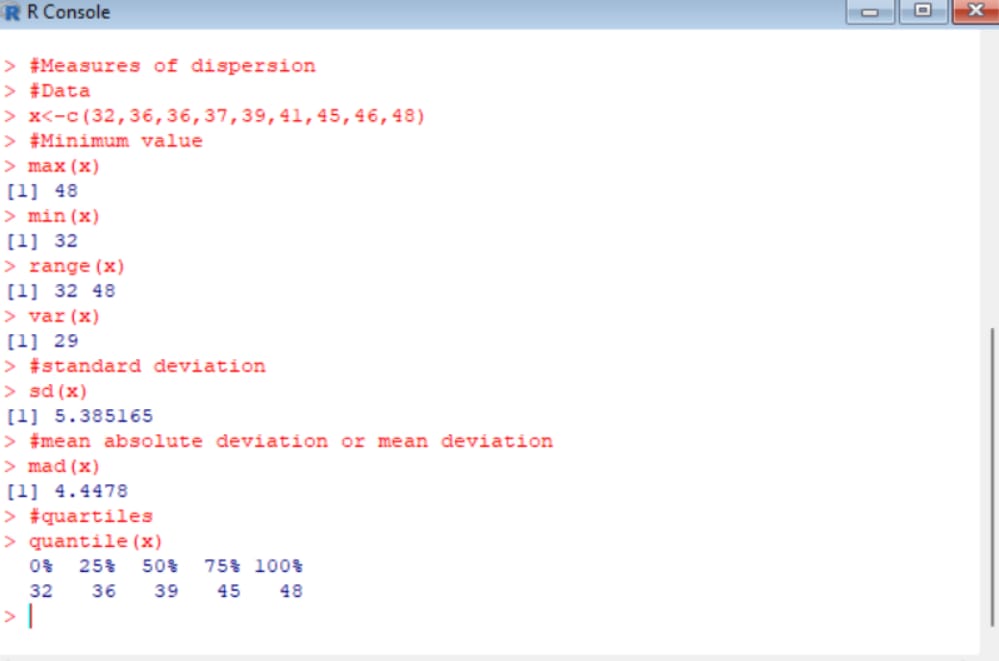 R R Console
> #Measures of dispersion
> #Data
> x<-c(32,36,36,37,39,41,45,46,48)
> #Minimum value
> max(x)
[1] 48
> min(x)
[1] 32
> range(x)
[1] 32 48
> var(x)
[1] 29
> #standard deviation
> sd(x)
[1] 5.385165
> #mean absolute deviation or mean deviation
> mad(x)
[1] 4.4478
> #quartiles
> quantile(x)
  0%  25%  50%  75% 100%
  32   36   39   45   48
>